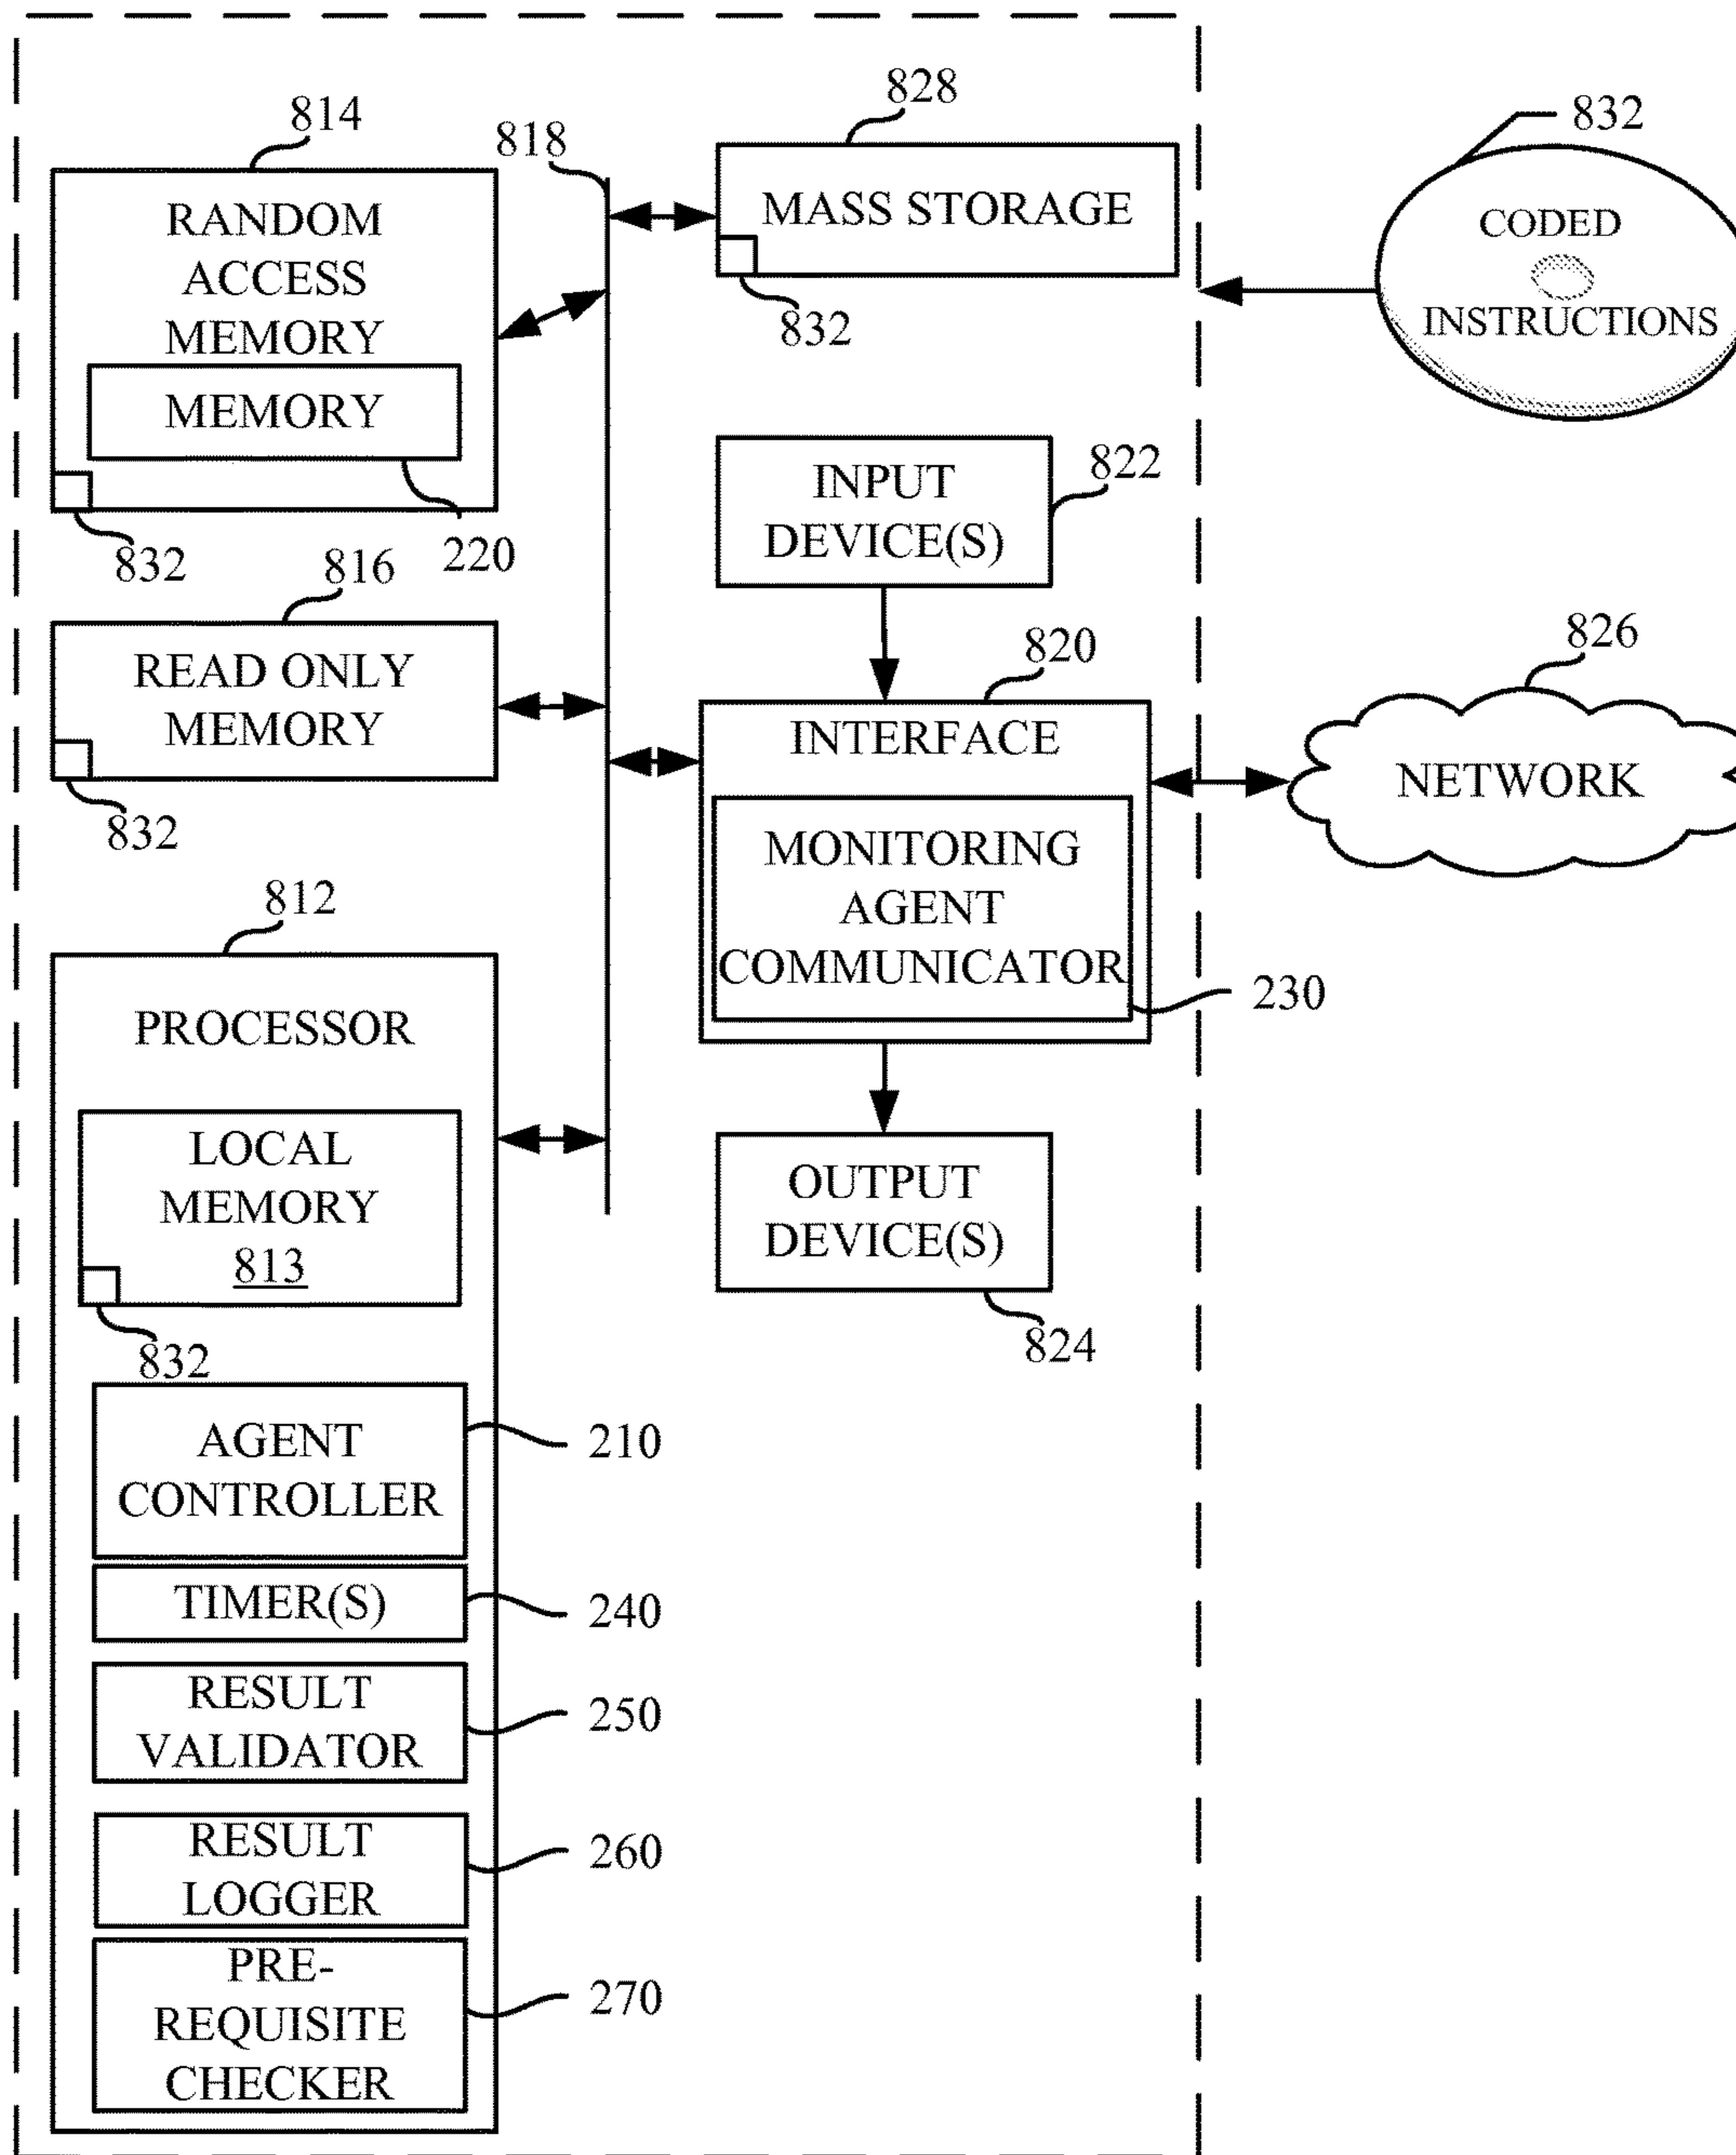 814
RANDOM
ACCESS
MEMORY
MEMORY
832
220
816
READ ONLY
MEMORY
832
812
PROCESSOR
LOCAL
MEMORY
813
832
AGENT
CONTROLLER
210
TIMER(S)
240
RESULT
VALIDATOR
250
RESULT
LOGGER
260
PRE-
REQUISITE
CHECKER
270
818
828
MASS STORAGE
832
INPUT
DEVICE(S)
822
820
INTERFACE
MONITORING
AGENT
COMMUNICATOR
230
OUTPUT
DEVICE(S)
824
832
CODED
INSTRUCTIONS
826
NETWORK